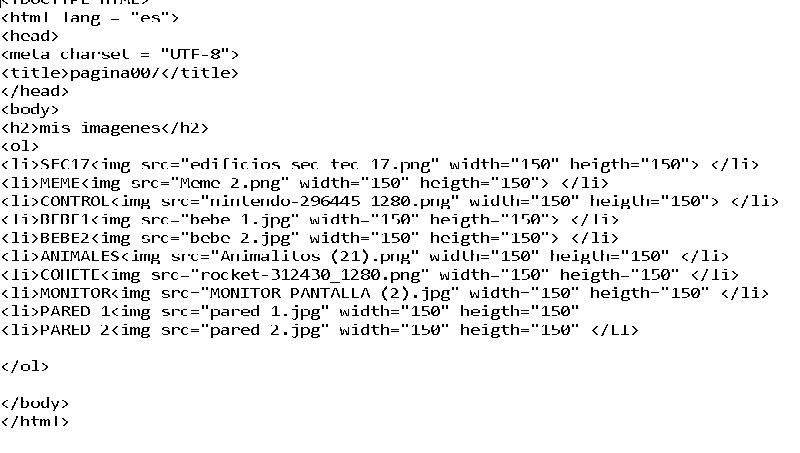 <!DOCTYPE HTML>
<html lang = "es">
<head>
<meta charset = "UTF-8">
<title>pagina00/</title>
</head>
<body>
<h2>mis imagenes</h2>
<ol>
<li>SEC17<img src="edificios sec tec 17.png" width="150" heigth="150"> </li>
<li>MEME<img src="Meme 2.png" width="150" heigth="150"> </li>
<li>CONTROL<img src="nintendo-296445_1280.png" width="150" heigth="150"> </li>
<li>BEBE1<img src="bebe 1.jpg" width="150" heigth="150"> </li>
<li>BEBE2<img src="bebe 2.jpg" width="150" heigth="150"> </li>
<li>ANIMALES<img src="Animalitos (21).png" width="150" heigth="150" </li>
<li>COHETE<img src="rocket-312430_1280.png" width="150" heigth="150" </li>
<li>MONITOR<img src="MONITOR PANTALLA (2).jpg" width="150" heigth="150" </li>
<li>PARED 1<img src="pared 1.jpg" width="150" heigth="150"
<li>PARED 2<img src="pared 2.jpg" width="150" heigth="150" </LI>
</ol>
</body>
</html>